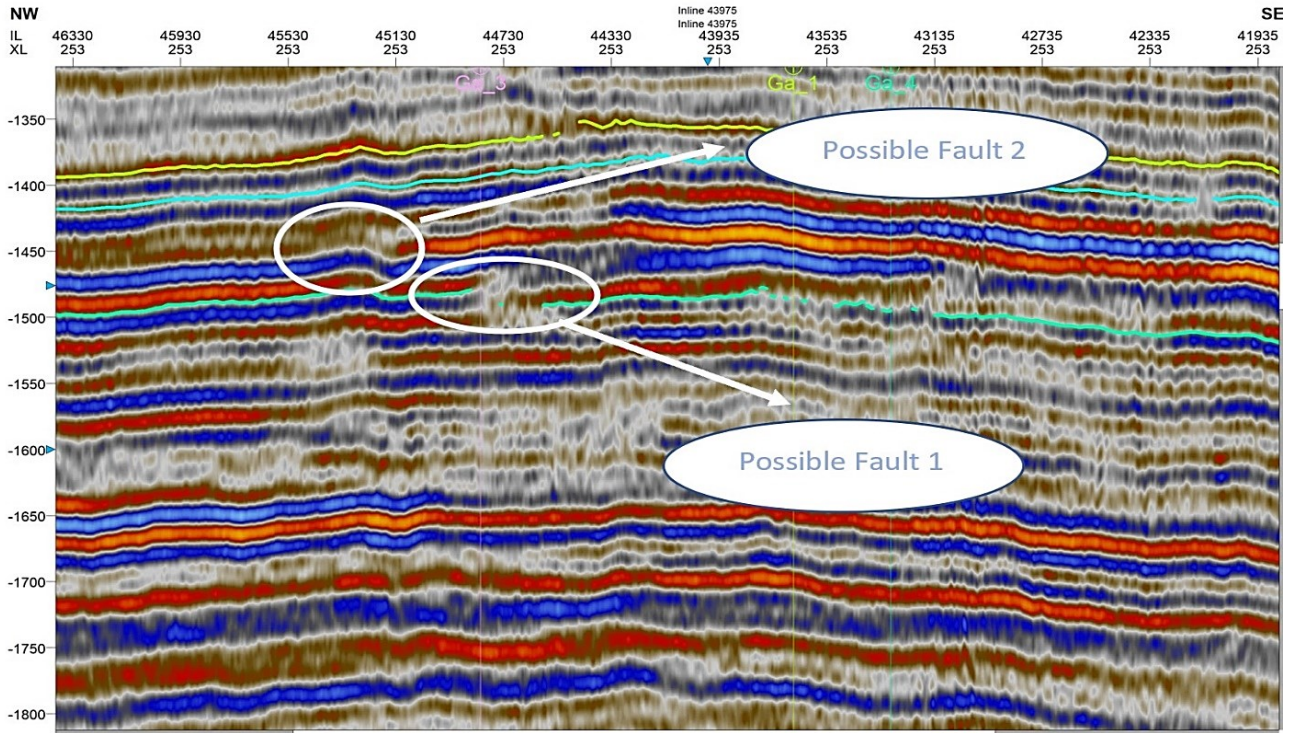 NW
Inline 43975
SE
Inline 43975
IL 46330 45930 45530 45130 44730 44330 43935 43535 43135 42735 42335 41935
XL 253 253 253 253 253 253 253 253 253 253 253 253
Ga_3 Ga_1 Ga_4
-1350
Possible Fault 2
-1400
-1450
-1500
-1550
-1600
Possible Fault 1
-1650
-1700
-1750
-1800